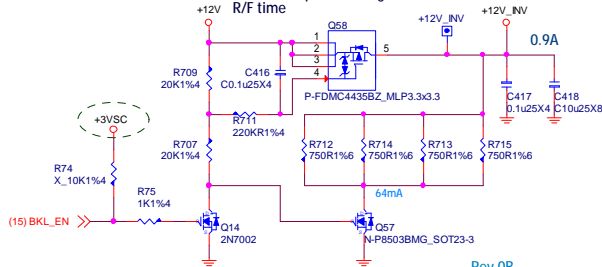 R/F time
+12V
Q58
+12V_INV
+12V_INV
0.9A
1
2
3
4
5
R709
20K1%4
C416
C0.1u25X4
P-FDMC4435BZ_MLP3.3x3.3
R711
220KR1%4
C417
0.1u25X4
C418
C10u25X8
+3VSC
R707
20K1%4
R712
750R1%6
R714
750R1%6
R713
750R1%6
R715
750R1%6
R74
X_10K1%4
R75
1K1%4
64mA
(15) BKL_EN
Q14
2N7002
Q57
N-P8503BMG_SOT23-3